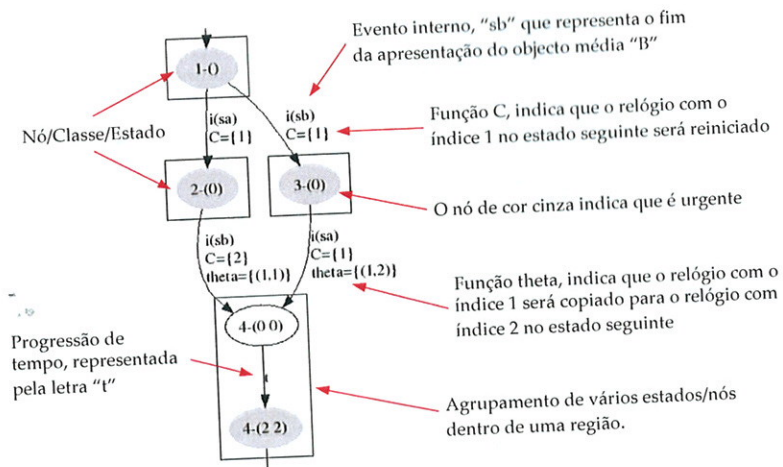 Evento interno, “sb” que representa o fim
da apresentação do objecto média “B”
1-()
i(sa)
C={1}
i(sb)
C={1}
Nó/Classe/Estado
Função C, indica que o relógio com o
índice 1 no estado seguinte será reiniciado
2-(0)
3-(0)
O nó de cor cinza indica que é urgente
i(sb)
C={2}
theta={(1,1)}
i(sa)
C={1}
theta={(1,2)}
Função theta, indica que o relógio com o
índice 1 será copiado para o relógio com
índice 2 no estado seguinte
4-(0 0)
Progressão de
tempo, representada
pela letra “t”
t
4-(2 2)
Agrupamento de vários estados/nós
dentro de uma região.